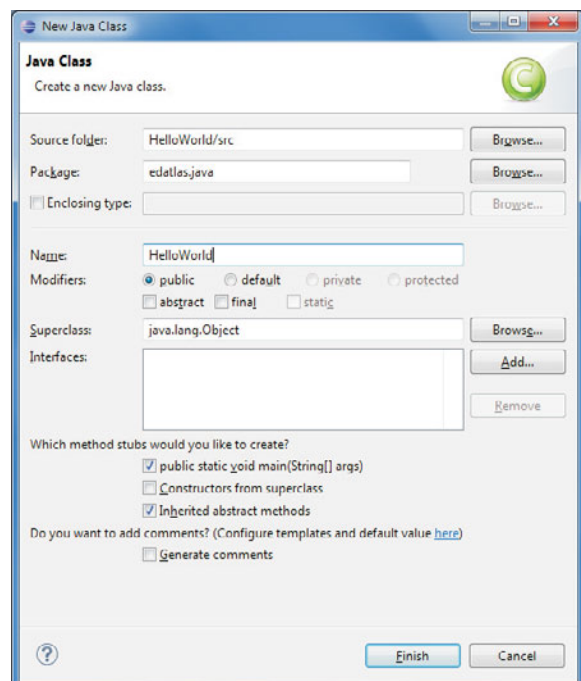 New Java Class
Java Class
Create a new Java class.
Source folder: HelloWorld/src Browse...
Package: edatlas.java Browse...
Enclosing type: Browse...
Name: HelloWorld
Modifiers: public default private protected
abstract final static
Superclass: java.lang.Object Browse...
Interfaces: Add...
Remove
Which method stubs would you like to create?
public static void main(String[] args)
Constructors from superclass
Inherited abstract methods
Do you want to add comments? (Configure templates and default value here)
Generate comments
? Finish Cancel